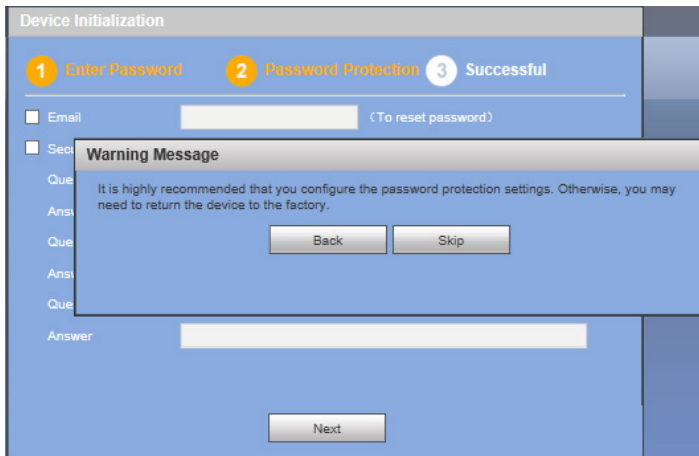 Device Initialization
1 Enter Password 2 Password Protection 3 Successful
Email (To reset password)
Warning Message
It is highly recommended that you configure the password protection settings. Otherwise, you may
need to return the device to the factory.
Back Skip
Answer
Next